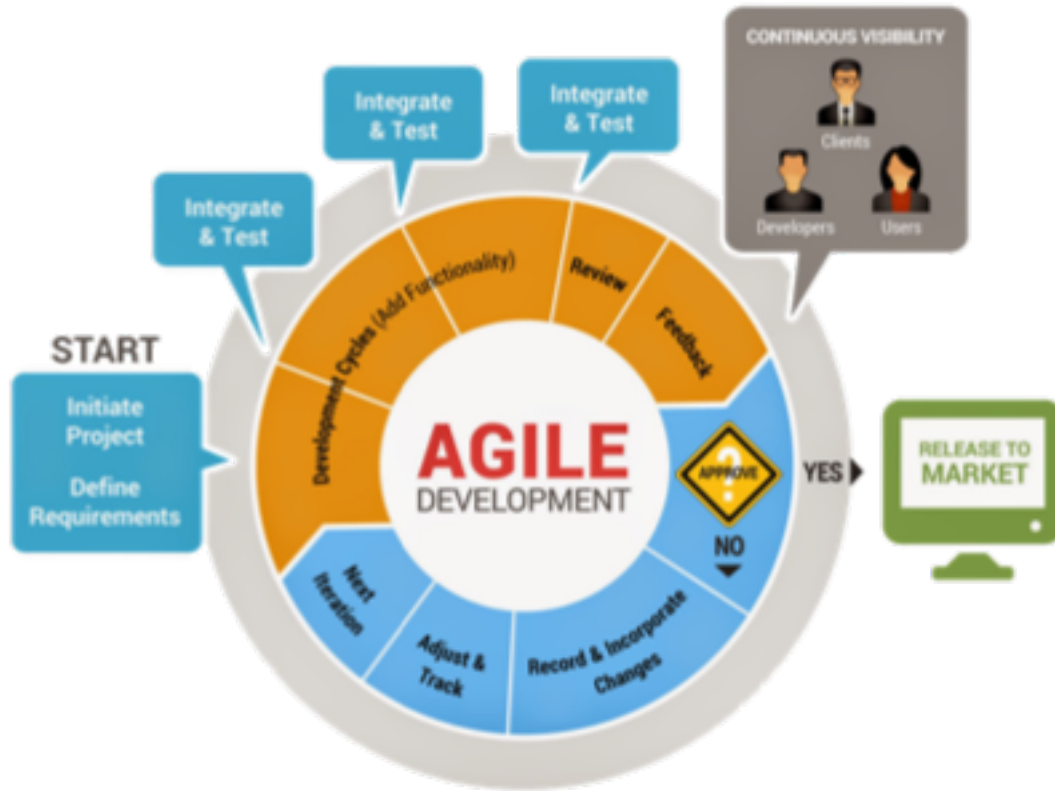 CONTINUOUS VISIBILITY
Clients
Developers
Users
Integrate
& Test
Integrate
& Test
Integrate
& Test
START
Initiate
Project
Define
Requirements
Development Cycles (Add Functionality)
Review
Feedback
AGILE
DEVELOPMENT
?
APPROVE
YES
NO
RELEASE TO
MARKET
Record & Incorporate
Changes
Adjust &
Track
Next
Iteration